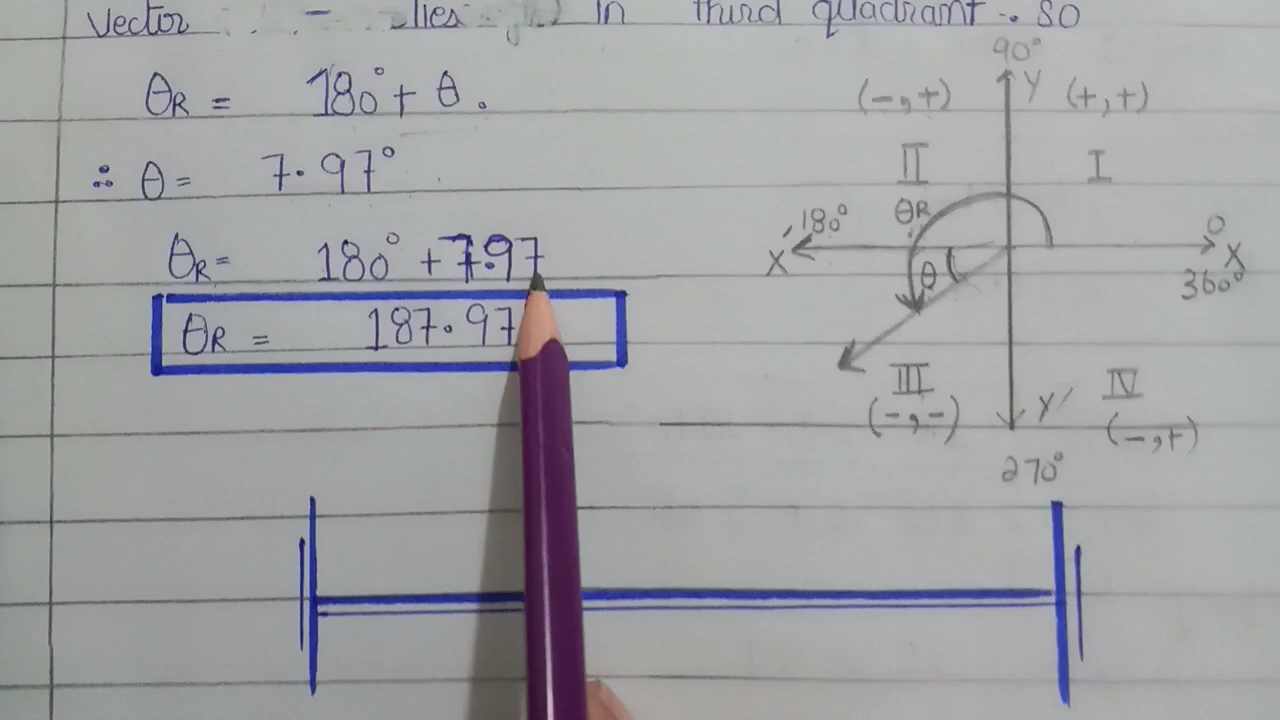 vector - lies in third quadrant. so
θR = 180° + θ.
∴ θ = 7.97°
θR = 180° + 7.97
θR = 187.97
90°
Y
(-,+) (+,+)
II I
θR
180° 0
X' X
θ 360°
III IV
(-,-) Y' (-,+)
270°